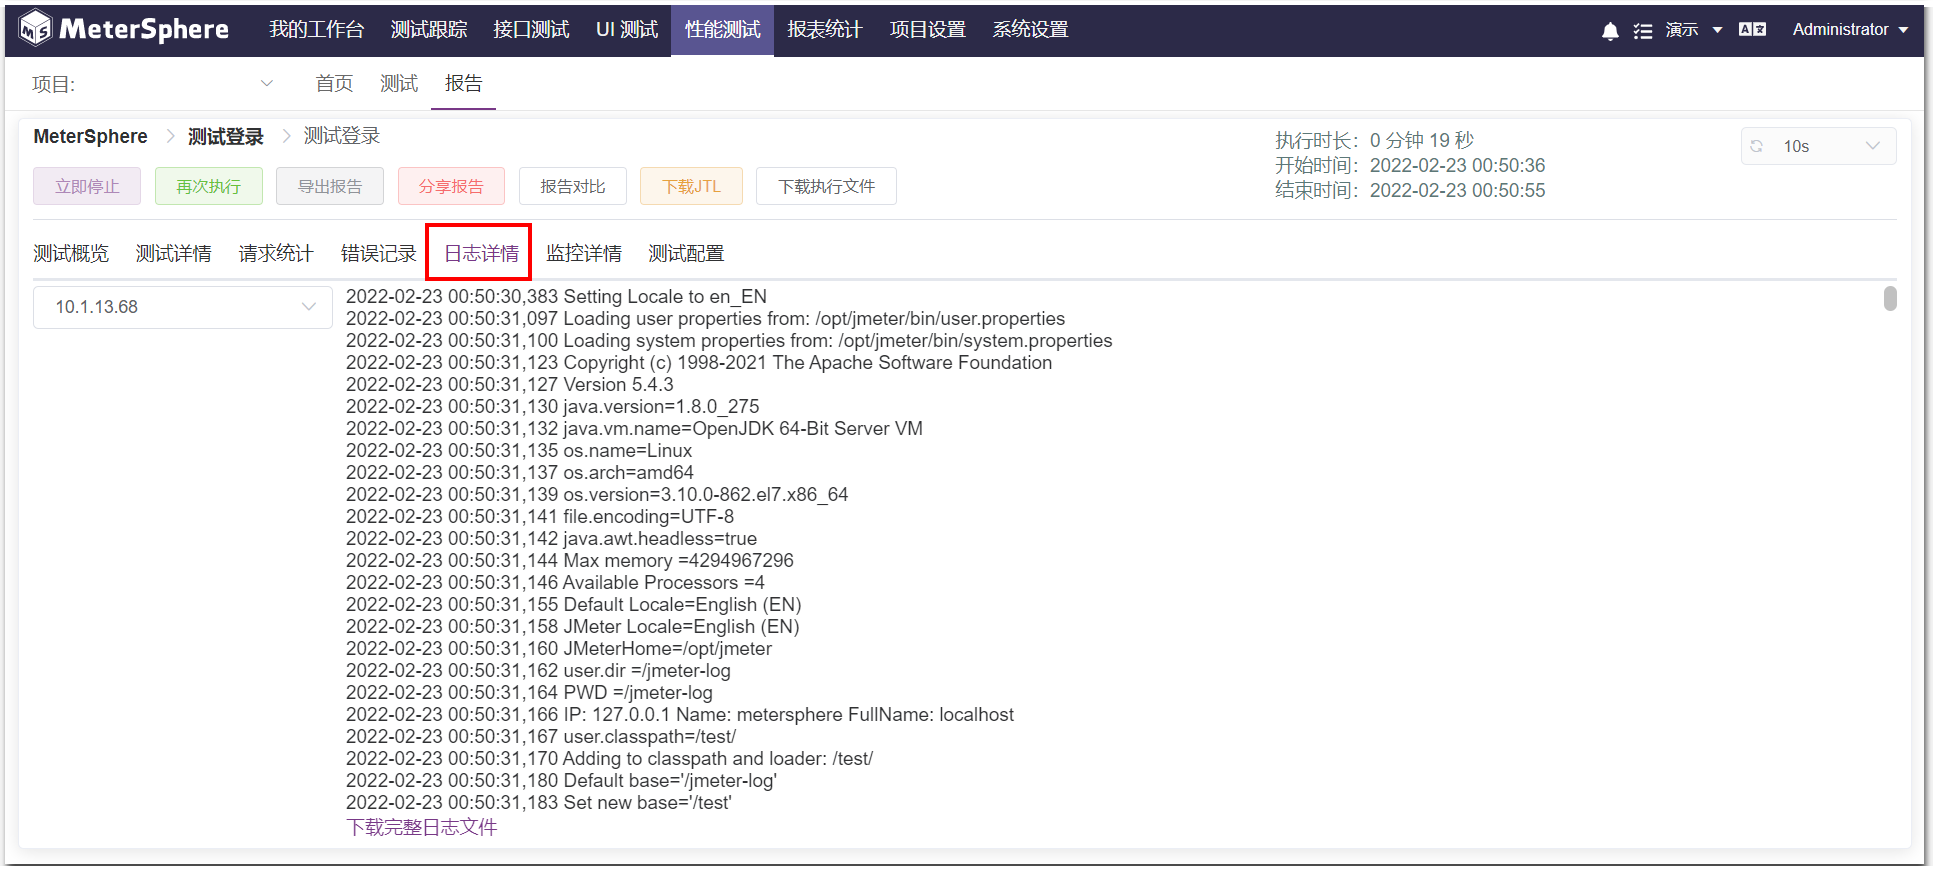 MeterSphere 我的工作台 测试跟踪 接口测试 UI 测试 性能测试 报表统计 项目设置 系统设置 演示 Administrator
项目: 首页 测试 报告
MeterSphere 测试登录 测试登录
执行时长: 0 分钟 19 秒
开始时间: 2022-02-23 00:50:36
结束时间: 2022-02-23 00:50:55
10s
立即停止 再次执行 导出报告 分享报告 报告对比 下载JTL 下载执行文件
测试概览 测试详情 请求统计 错误记录 日志详情 监控详情 测试配置
10.1.13.68
2022-02-23 00:50:30,383 Setting Locale to en_EN
2022-02-23 00:50:31,097 Loading user properties from: /opt/jmeter/bin/user.properties
2022-02-23 00:50:31,100 Loading system properties from: /opt/jmeter/bin/system.properties
2022-02-23 00:50:31,123 Copyright (c) 1998-2021 The Apache Software Foundation
2022-02-23 00:50:31,127 Version 5.4.3
2022-02-23 00:50:31,130 java.version=1.8.0_275
2022-02-23 00:50:31,132 java.vm.name=OpenJDK 64-Bit Server VM
2022-02-23 00:50:31,135 os.name=Linux
2022-02-23 00:50:31,137 os.arch=amd64
2022-02-23 00:50:31,139 os.version=3.10.0-862.el7.x86_64
2022-02-23 00:50:31,141 file.encoding=UTF-8
2022-02-23 00:50:31,142 java.awt.headless=true
2022-02-23 00:50:31,144 Max memory =4294967296
2022-02-23 00:50:31,146 Available Processors =4
2022-02-23 00:50:31,155 Default Locale=English (EN)
2022-02-23 00:50:31,158 JMeter Locale=English (EN)
2022-02-23 00:50:31,160 JMeterHome=/opt/jmeter
2022-02-23 00:50:31,162 user.dir =/jmeter-log
2022-02-23 00:50:31,164 PWD =/jmeter-log
2022-02-23 00:50:31,166 IP: 127.0.0.1 Name: metersphere FullName: localhost
2022-02-23 00:50:31,167 user.classpath=/test/
2022-02-23 00:50:31,170 Adding to classpath and loader: /test/
2022-02-23 00:50:31,180 Default base='/jmeter-log'
2022-02-23 00:50:31,183 Set new base='/test'
下载完整日志文件